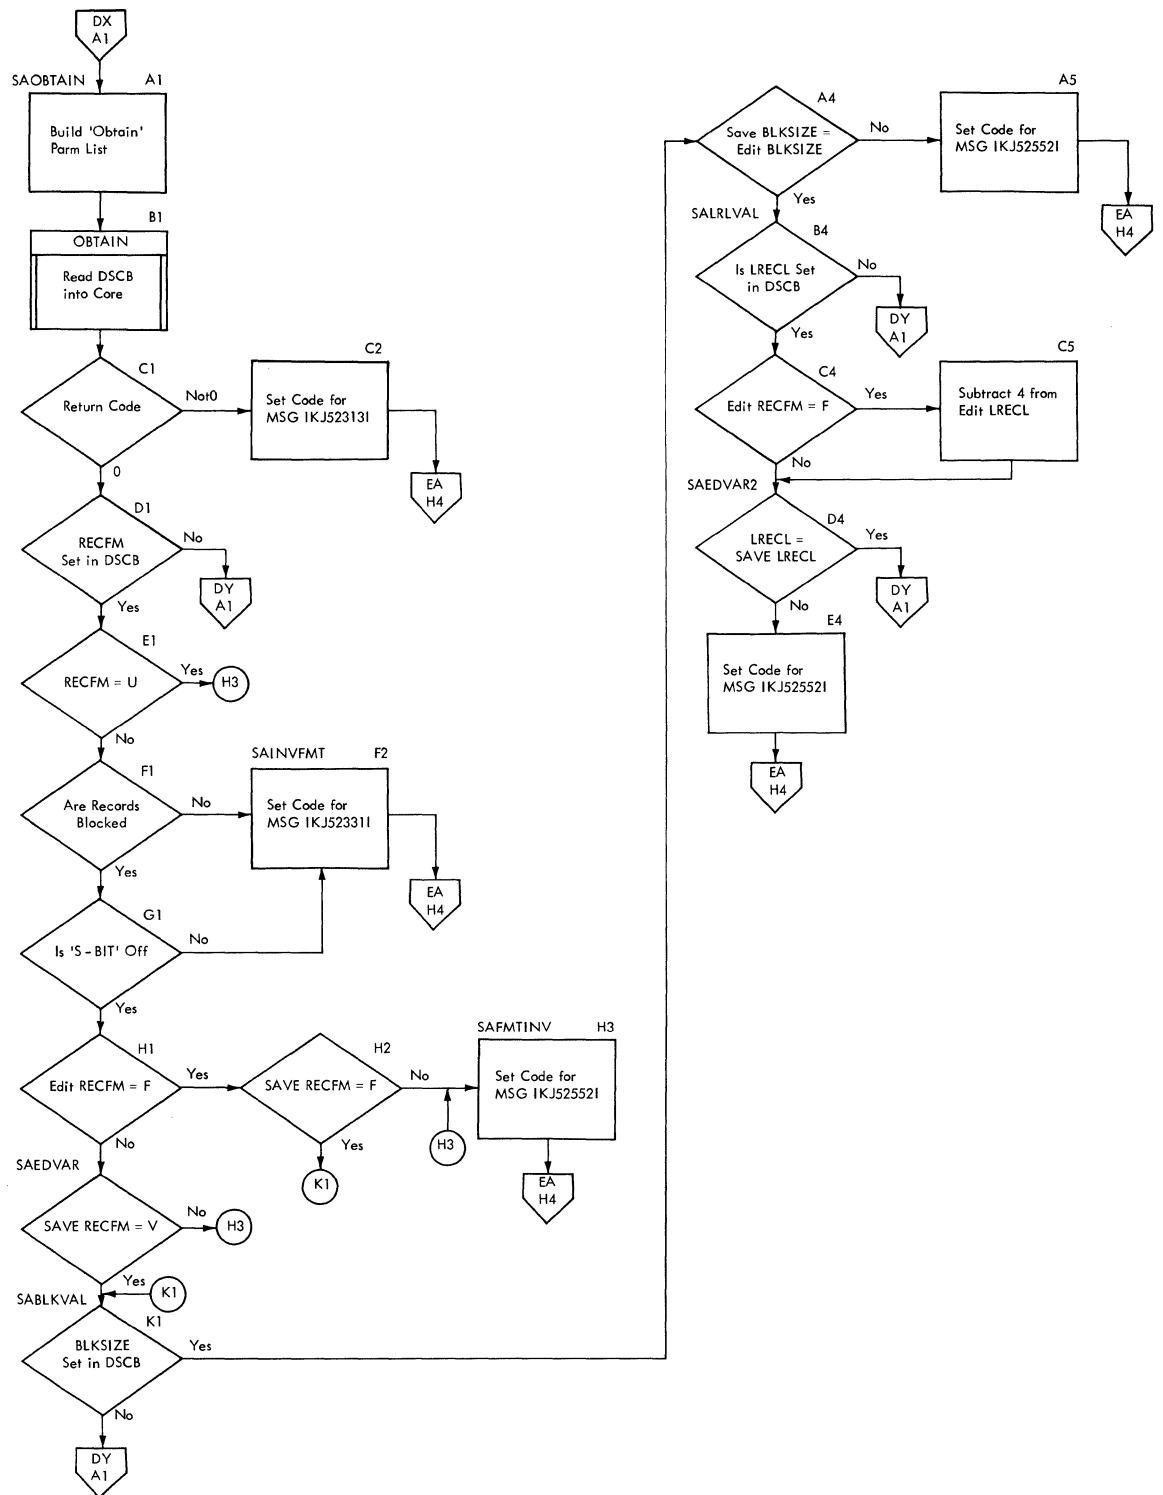 DX
A1
SAOBTAIN
A1
Build 'Obtain'
Parm List
B1
OBTAIN
Read DSCB
into Core
C1
Return Code
Not0
C2
Set Code for
MSG IKJ52313I
EA
H4
0
D1
RECFM
Set in DSCB
No
DY
A1
Yes
E1
RECFM = U
Yes
H3
No
F1
Are Records
Blocked
No
SAINVFMT
F2
Set Code for
MSG IKJ52331I
EA
H4
Yes
G1
Is 'S-BIT' Off
No
Yes
H1
Edit RECFM = F
Yes
H2
SAVE RECFM = F
No
SAFMTINV
H3
Set Code for
MSG IKJ52552I
H3
EA
H4
Yes
K1
No
SAEDVAR
SAVE RECFM = V
No
H3
Yes
K1
SABLKVAL
K1
BLKSIZE
Set in DSCB
Yes
No
DY
A1
A4
Save BLKSIZE =
Edit BLKSIZE
No
A5
Set Code for
MSG IKJ52552I
EA
H4
Yes
SALRLVAL
B4
Is LRECL Set
in DSCB
No
DY
A1
Yes
C4
Edit RECFM = F
Yes
C5
Subtract 4 from
Edit LRECL
No
SAEDVAR2
D4
LRECL =
SAVE LRECL
Yes
DY
A1
No
E4
Set Code for
MSG IKJ52552I
EA
H4